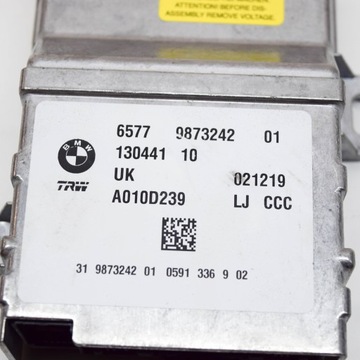 ATTENTION! BEFORE DIS-
ASSEMBLY REMOVE VOLTAGE.
BMW
6577 9873242 01
130441 10
UK 021219
TRW
A010D239 LJ CCC
31 9873242 01 0591 336 9 02